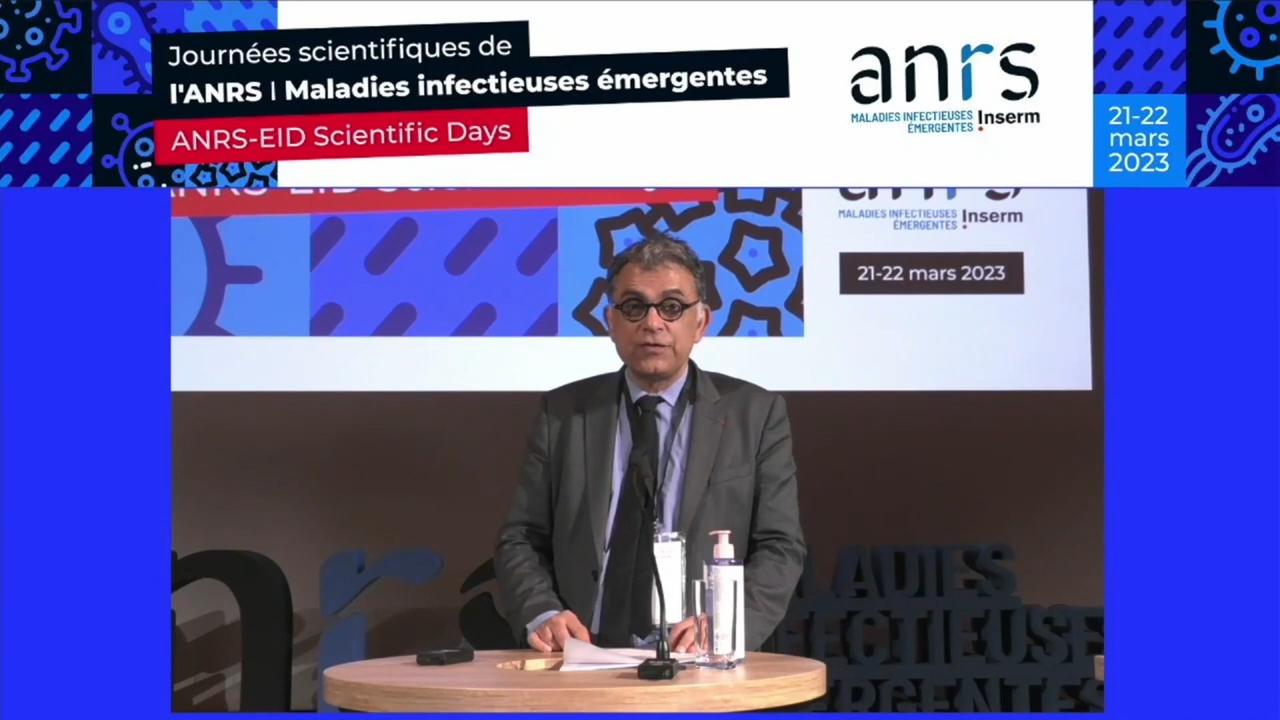 Journées scientifiques de
l'ANRS | Maladies infectieuses émergentes
ANRS-EID Scientific Days
anrs
MALADIES INFECTIEUSES
ÉMERGENTES Inserm
21-22
mars
2023
MALADIES INFECTIEUSES
ÉMERGENTES Inserm
21-22 mars 2023